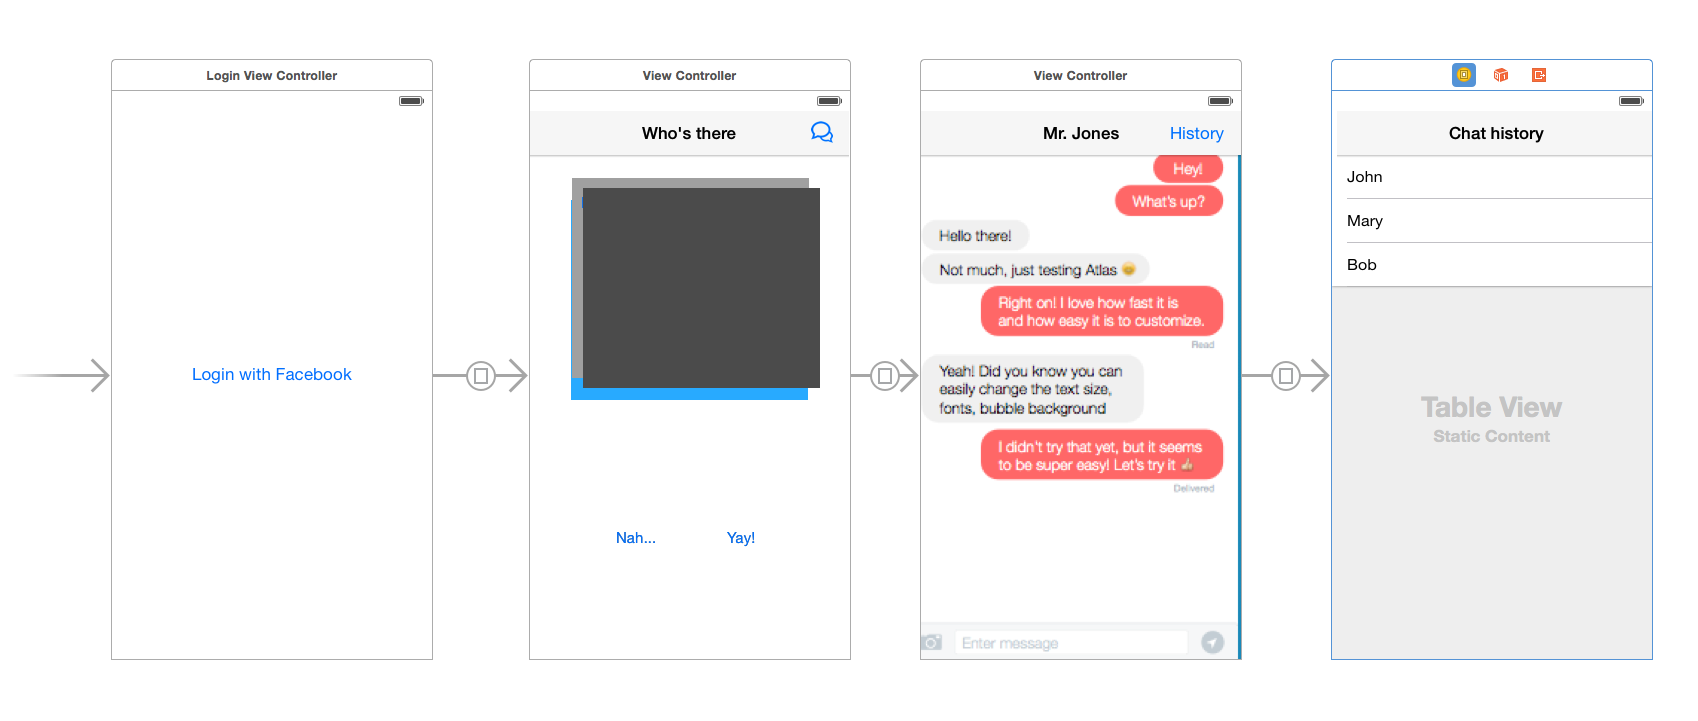 Login View Controller
Login with Facebook
View Controller
Who's there
Nah...
Yay!
View Controller
Mr. Jones
History
Hey!
What's up?
Hello there!
Not much, just testing Atlas
Right on! I love how fast it is
and how easy it is to customize.
Read
Yeah! Did you know you can
easily change the text size,
fonts, bubble background
I didn't try that yet, but it seems
to be super easy! Let's try it
Delivered
Enter message
Chat history
John
Mary
Bob
Table View
Static Content